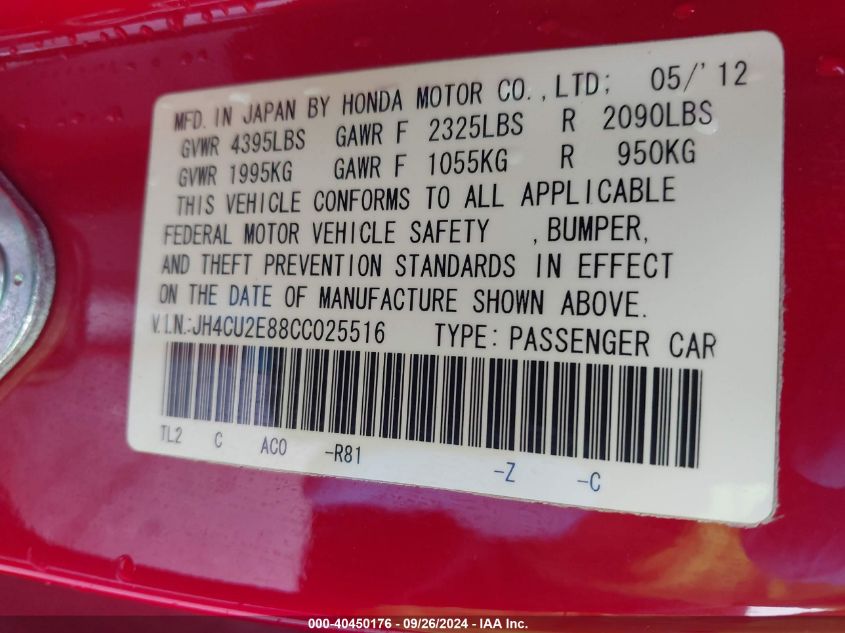 MFD. IN JAPAN BY HONDA MOTOR CO., LTD; 05/'12
GVWR 4395LBS GAWR F 2325LBS R 2090LBS
GVWR 1995KG GAWR F 1055KG R 950KG
THIS VEHICLE CONFORMS TO ALL APPLICABLE
FEDERAL MOTOR VEHICLE SAFETY , BUMPER,
AND THEFT PREVENTION STANDARDS IN EFFECT
ON THE DATE OF MANUFACTURE SHOWN ABOVE.
V.I.N.:JH4CU2E88CC025516 TYPE: PASSENGER CAR
TL2 C AC0 -R81 -Z -C
000-40450176 - 09/26/2024 - IAA Inc.